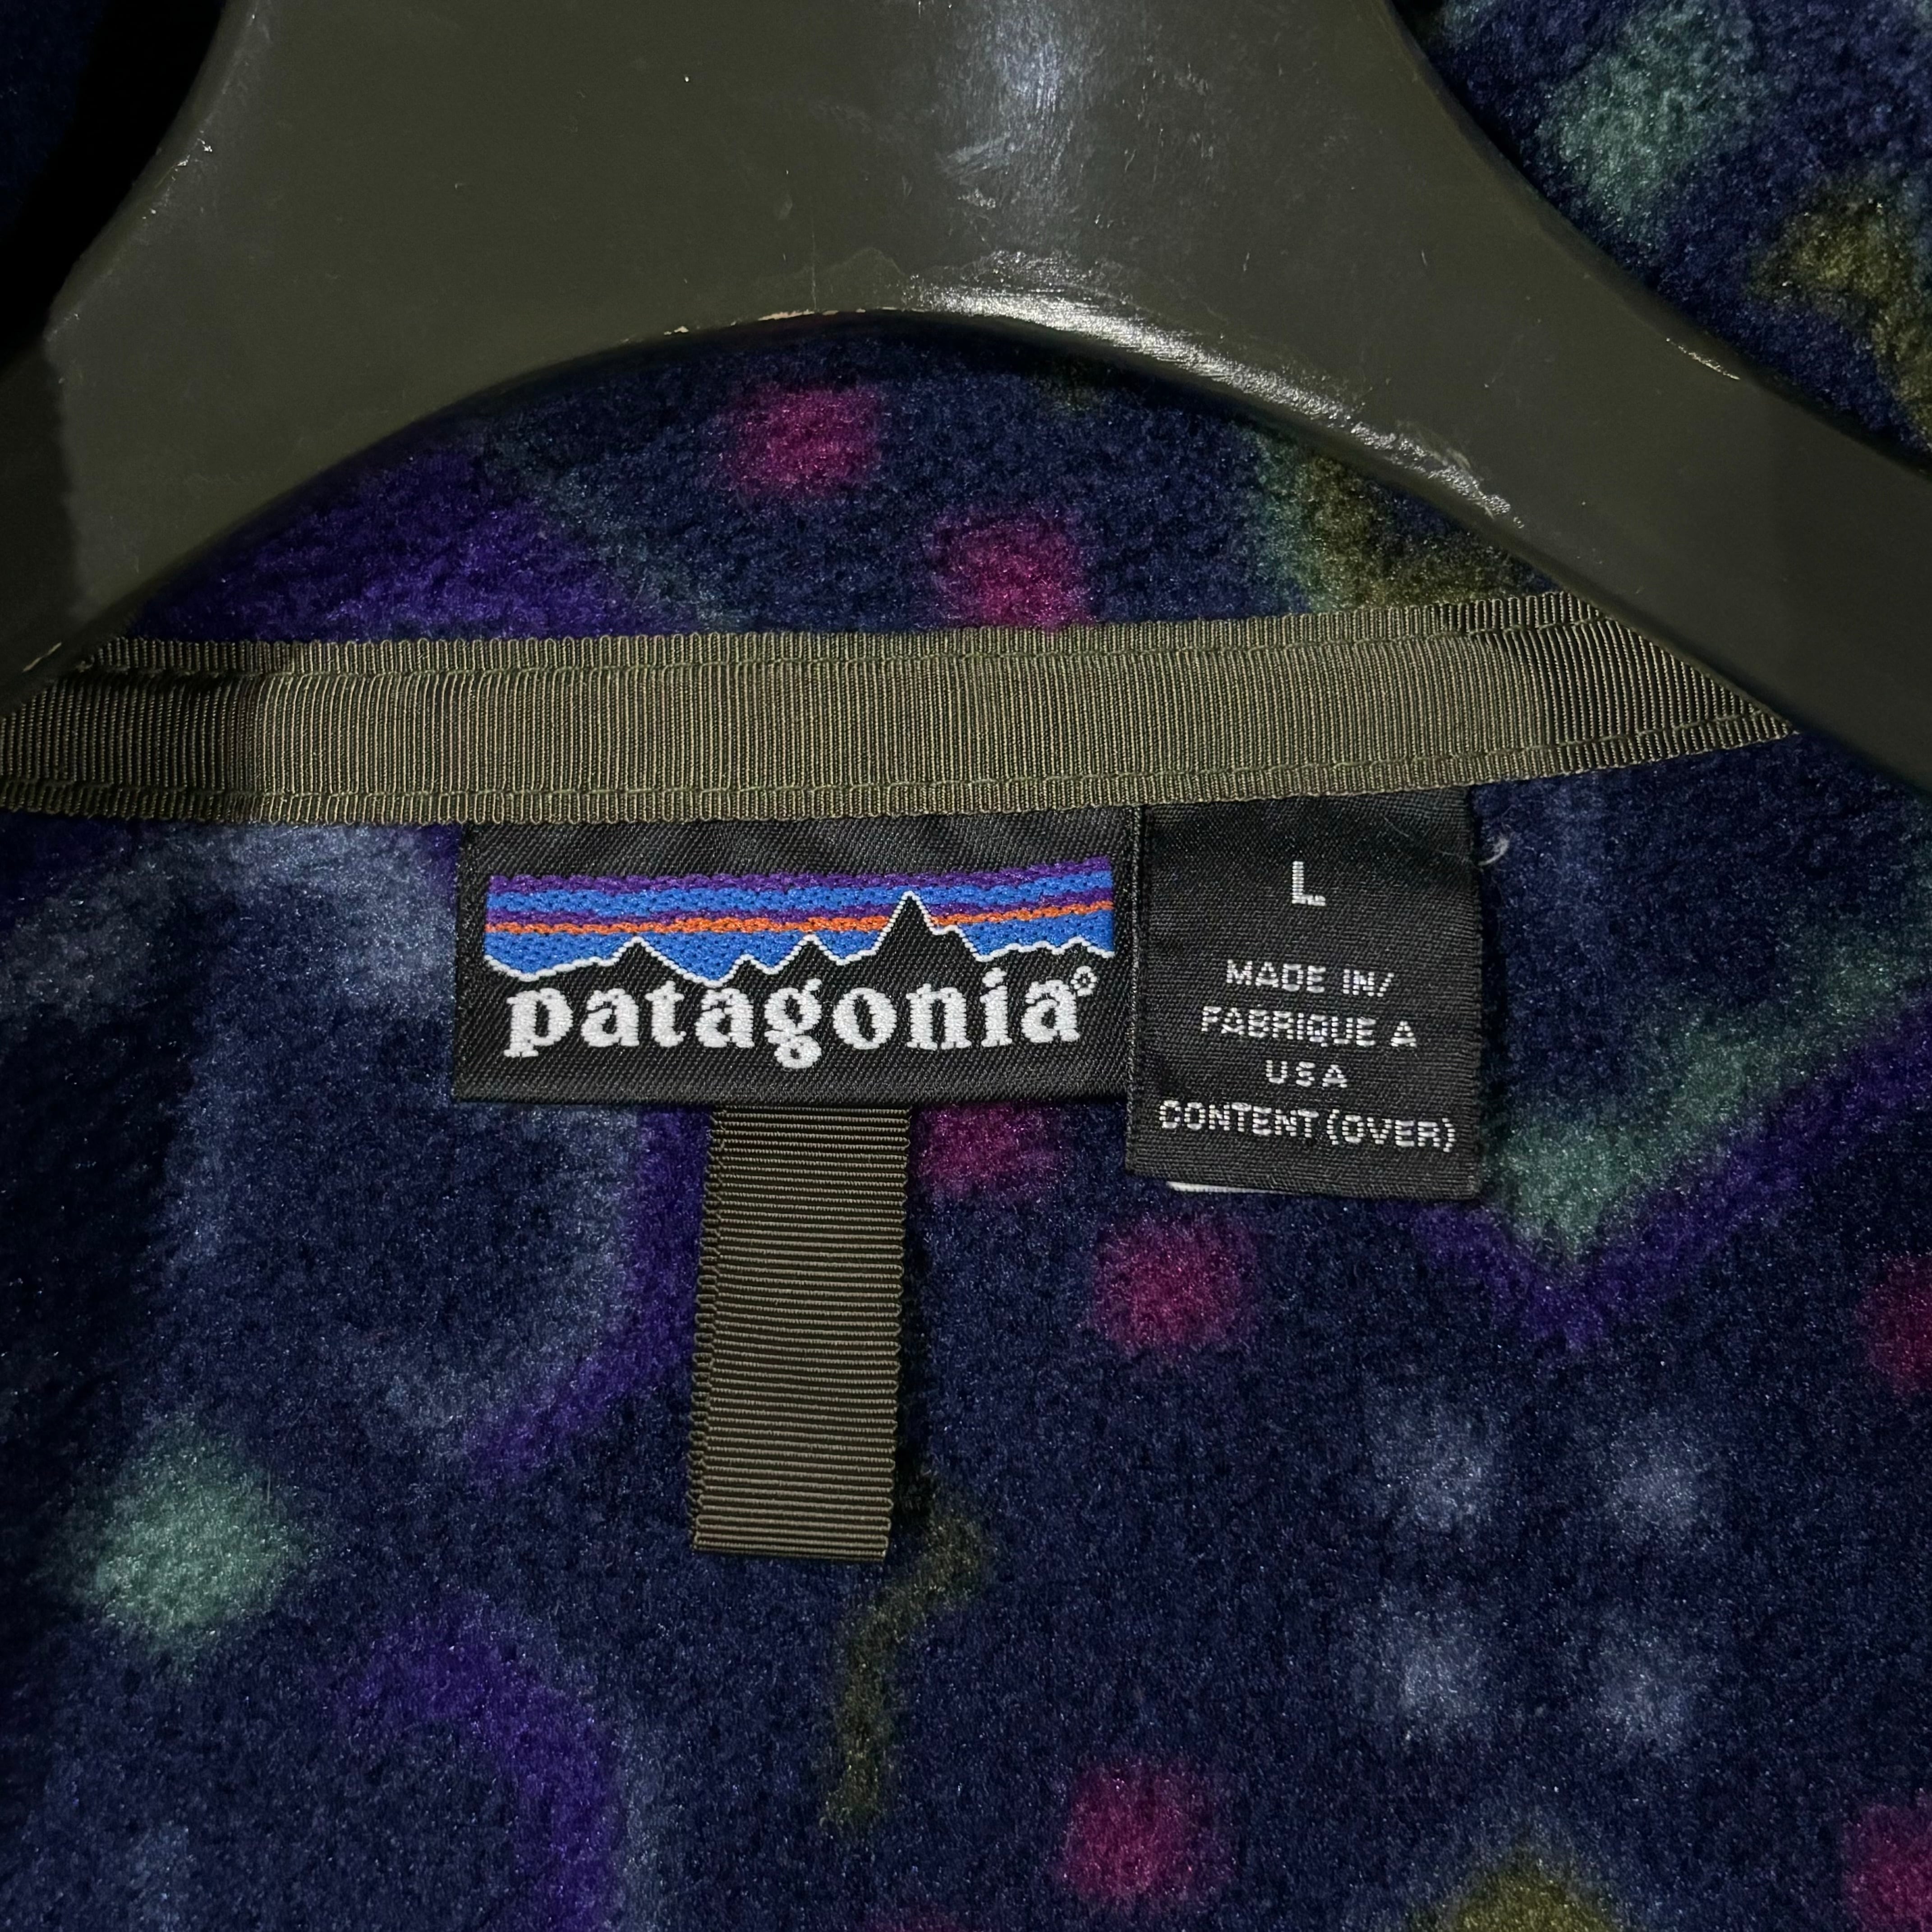 patagonia®
L
MADE IN/
FABRIQUE A
USA
CONTENT (OVER)